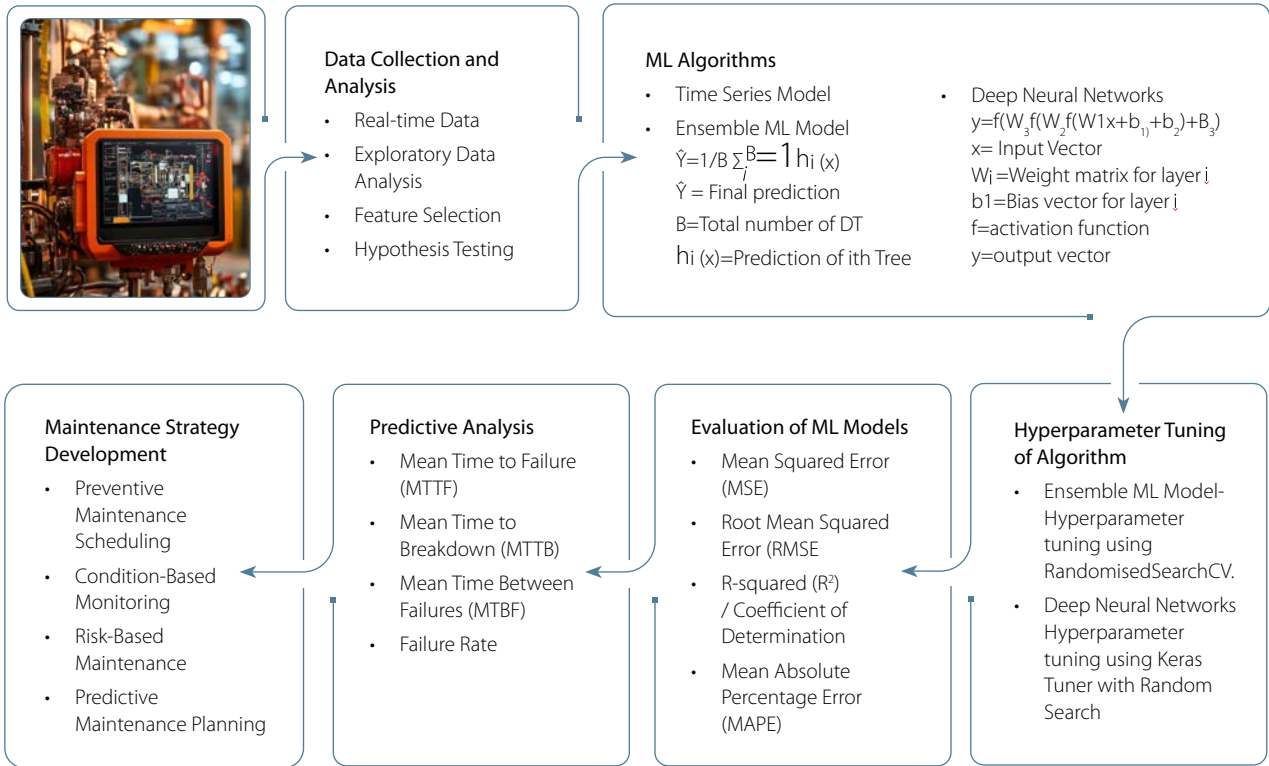 Data Collection and
Analysis
• Real-time Data
• Exploratory Data
Analysis
• Feature Selection
• Hypothesis Testing
ML Algorithms
• Time Series Model
• Ensemble ML Model
Ŷ=1/B ∑ᵢᴮ=1hi (x)
Ŷ = Final prediction
B=Total number of DT
hi (x)=Prediction of ith Tree
• Deep Neural Networks
y=f(W₃f(W₂f(W1x+b₁₎+b₂)+B₃)
x= Input Vector
Wi =Weight matrix for layer i
b1=Bias vector for layer i
f=activation function
y=output vector
Hyperparameter Tuning
of Algorithm
• Ensemble ML Model-
Hyperparameter
tuning using
RandomisedSearchCV.
• Deep Neural Networks
Hyperparameter
tuning using Keras
Tuner with Random
Search
Evaluation of ML Models
• Mean Squared Error
(MSE)
• Root Mean Squared
Error (RMSE
• R-squared (R²)
/ Coefficient of
Determination
• Mean Absolute
Percentage Error
(MAPE)
Predictive Analysis
• Mean Time to Failure
(MTTF)
• Mean Time to
Breakdown (MTTB)
• Mean Time Between
Failures (MTBF)
• Failure Rate
Maintenance Strategy
Development
• Preventive
Maintenance
Scheduling
• Condition-Based
Monitoring
• Risk-Based
Maintenance
• Predictive
Maintenance Planning